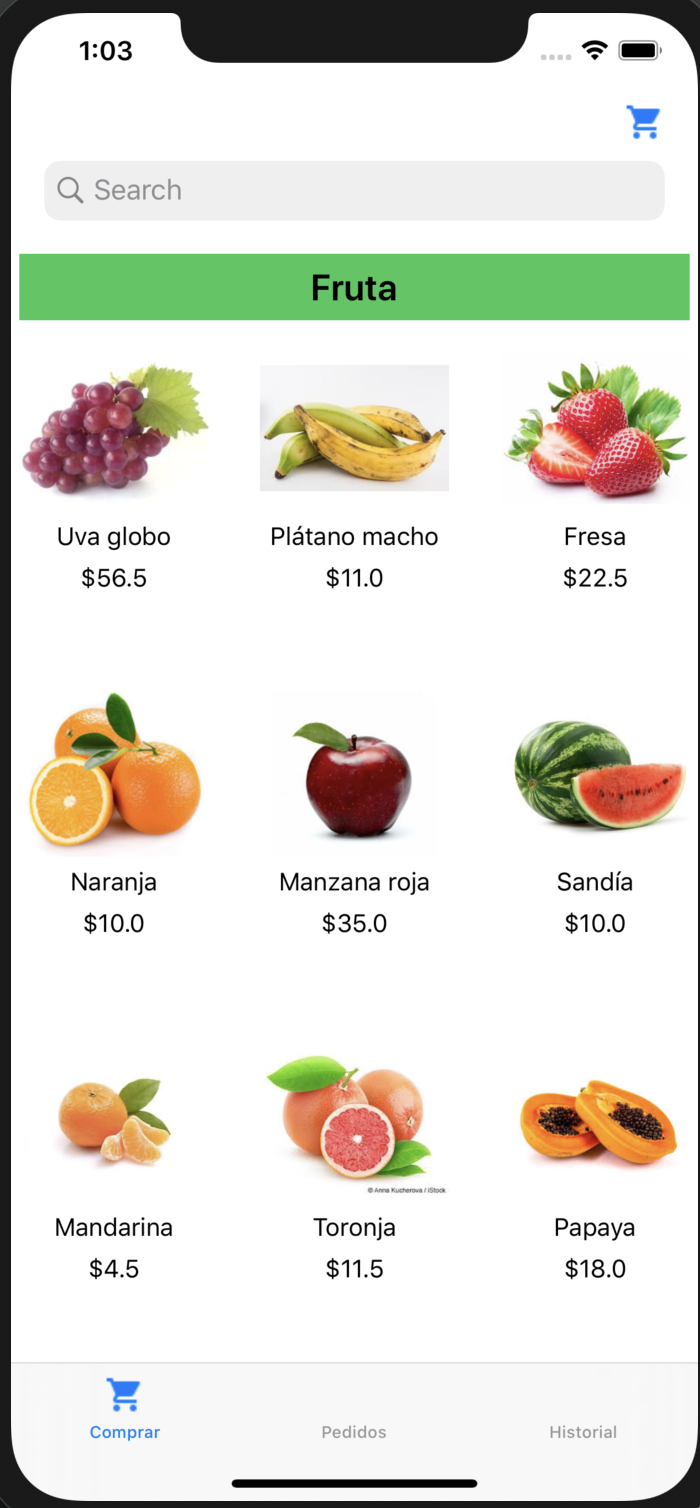 1:03
Search
Fruta
Uva globo
Plátano macho
Fresa
$56.5
$11.0
$22.5
Naranja
Manzana roja
Sandía
$10.0
$35.0
$10.0
© Anna Kucherova / iStock
Mandarina
Toronja
Papaya
$4.5
$11.5
$18.0
Comprar
Pedidos
Historial